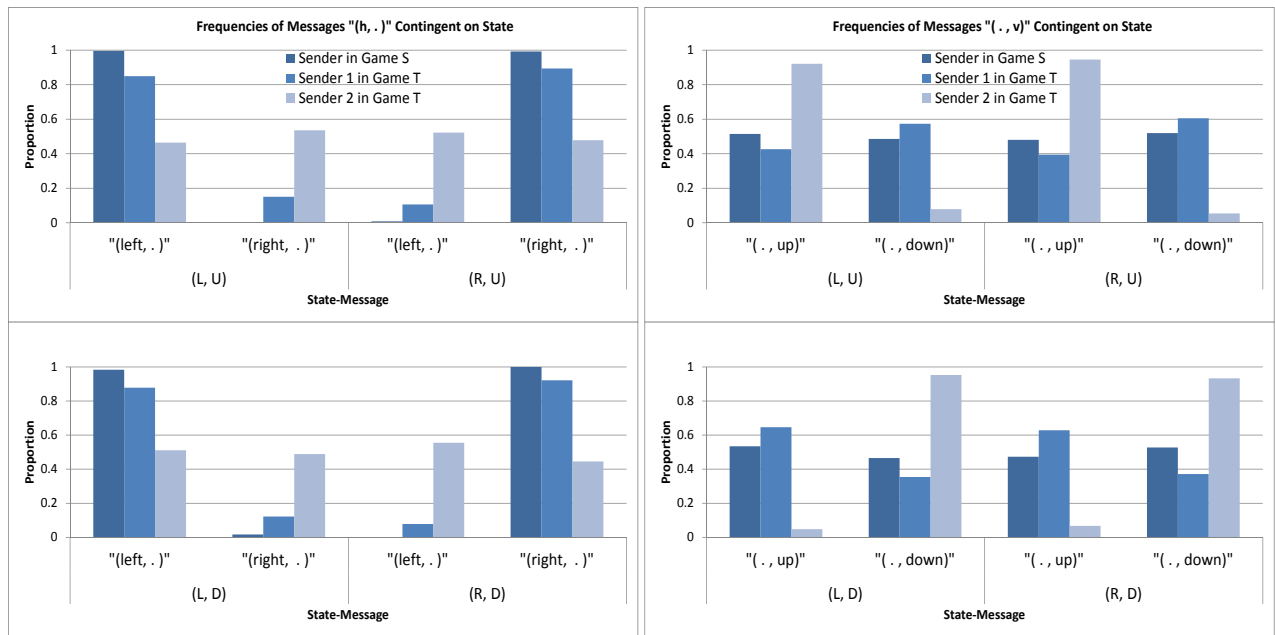 Frequencies of Messages "(h, . )" Contingent on State
Sender in Game S
Sender 1 in Game T
Sender 2 in Game T
Proportion
1
0.8
0.6
0.4
0.2
0
"(left, . )" "(right, . )" "(left, . )" "(right, . )"
(L, U) (R, U)
State-Message
Frequencies of Messages "( . , v)" Contingent on State
Sender in Game S
Sender 1 in Game T
Sender 2 in Game T
Proportion
1
0.8
0.6
0.4
0.2
0
"( . , up)" "( . , down)" "( . , up)" "( . , down)"
(L, U) (R, U)
State-Message
Proportion
1
0.8
0.6
0.4
0.2
0
"(left, . )" "(right, . )" "(left, . )" "(right, . )"
(L, D) (R, D)
State-Message
Proportion
1
0.8
0.6
0.4
0.2
0
"( . , up)" "( . , down)" "( . , up)" "( . , down)"
(L, D) (R, D)
State-Message